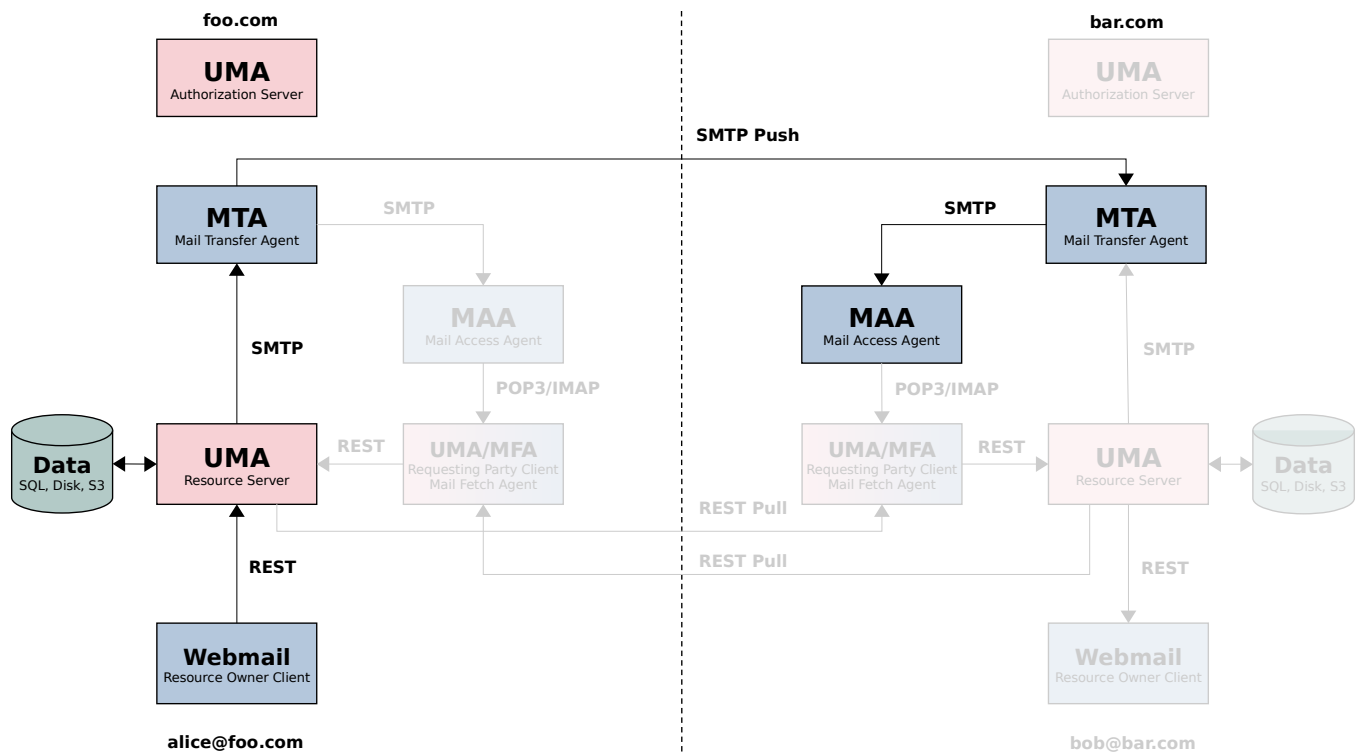 foo.com
bar.com
UMA
Authorization Server
UMA
Authorization Server
SMTP Push
MTA
Mail Transfer Agent
SMTP
SMTP
MTA
Mail Transfer Agent
MAA
Mail Access Agent
MAA
Mail Access Agent
SMTP
SMTP
POP3/IMAP
POP3/IMAP
Data
SQL, Disk, S3
UMA
Resource Server
REST
UMA/MFA
Requesting Party Client
Mail Fetch Agent
UMA/MFA
Requesting Party Client
Mail Fetch Agent
REST
UMA
Resource Server
Data
SQL, Disk, S3
REST Pull
REST Pull
REST
REST
Webmail
Resource Owner Client
Webmail
Resource Owner Client
alice@foo.com
bob@bar.com